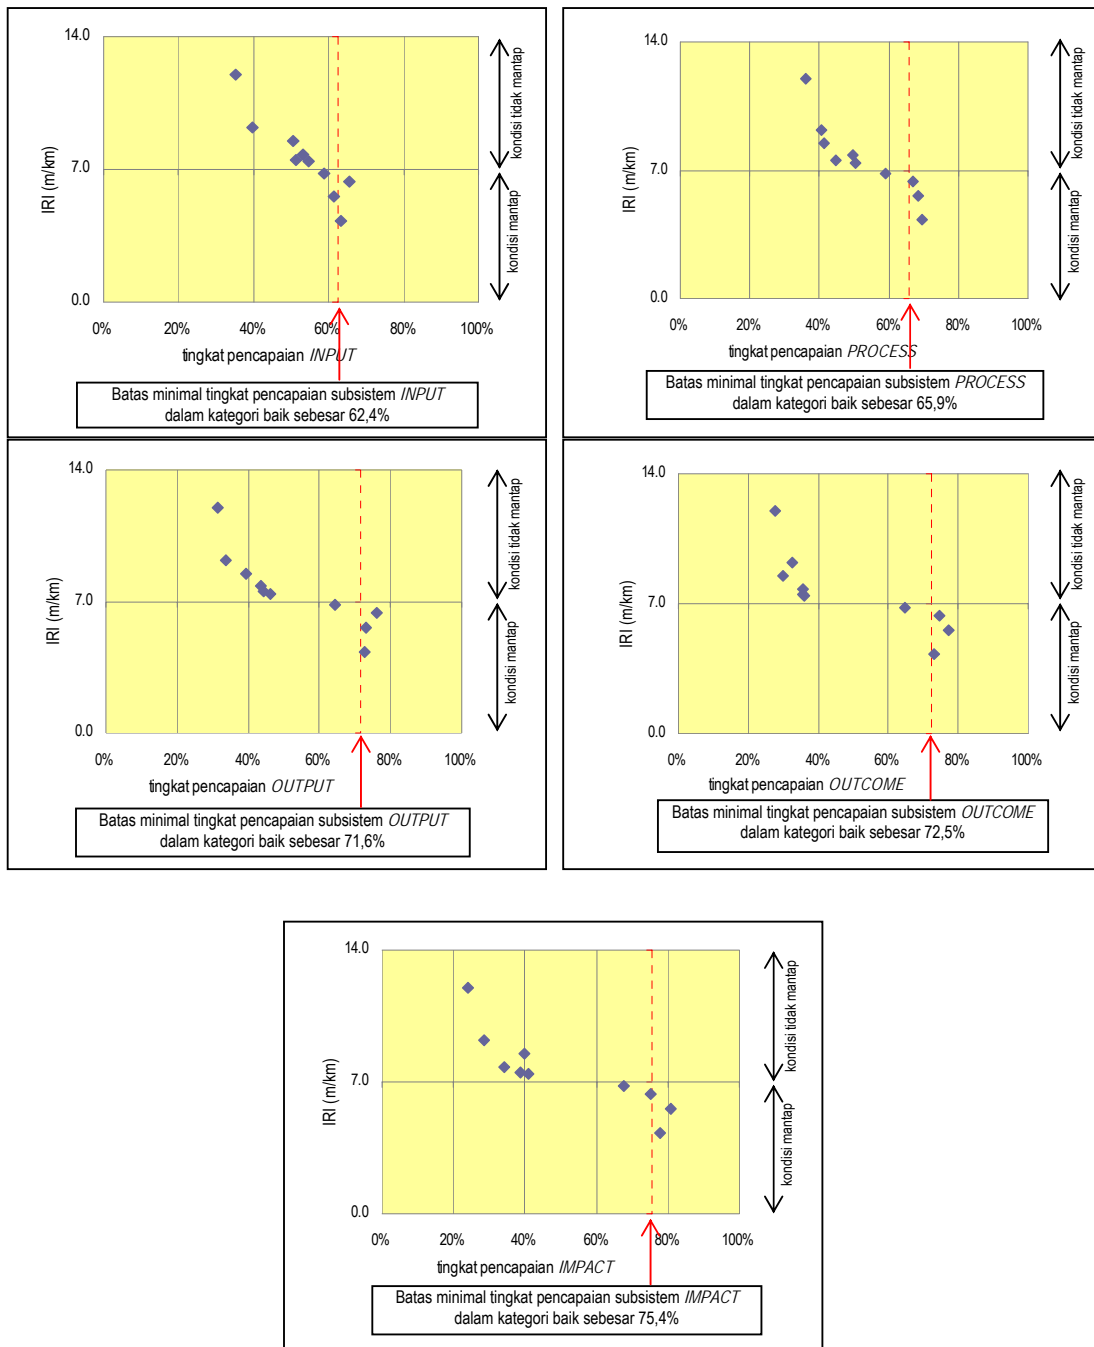 14.0
7.0
0.0
IRI (m/km)
0%
20%
40%
60%
80%
100%
tingkat pencapaian INPUT
kondisi tidak mantap
kondisi mantap
Batas minimal tingkat pencapaian subsistem INPUT
dalam kategori baik sebesar 62,4%
14.0
7.0
0.0
IRI (m/km)
0%
20%
40%
60%
80%
100%
tingkat pencapaian PROCESS
kondisi tidak mantap
kondisi mantap
Batas minimal tingkat pencapaian subsistem PROCESS
dalam kategori baik sebesar 65,9%
14.0
7.0
0.0
IRI (m/km)
0%
20%
40%
60%
80%
100%
tingkat pencapaian OUTPUT
kondisi tidak mantap
kondisi mantap
Batas minimal tingkat pencapaian subsistem OUTPUT
dalam kategori baik sebesar 71,6%
14.0
7.0
0.0
IRI (m/km)
0%
20%
40%
60%
80%
100%
tingkat pencapaian OUTCOME
kondisi tidak mantap
kondisi mantap
Batas minimal tingkat pencapaian subsistem OUTCOME
dalam kategori baik sebesar 72,5%
14.0
7.0
0.0
IRI (m/km)
0%
20%
40%
60%
80%
100%
tingkat pencapaian IMPACT
kondisi tidak mantap
kondisi mantap
Batas minimal tingkat pencapaian subsistem IMPACT
dalam kategori baik sebesar 75,4%